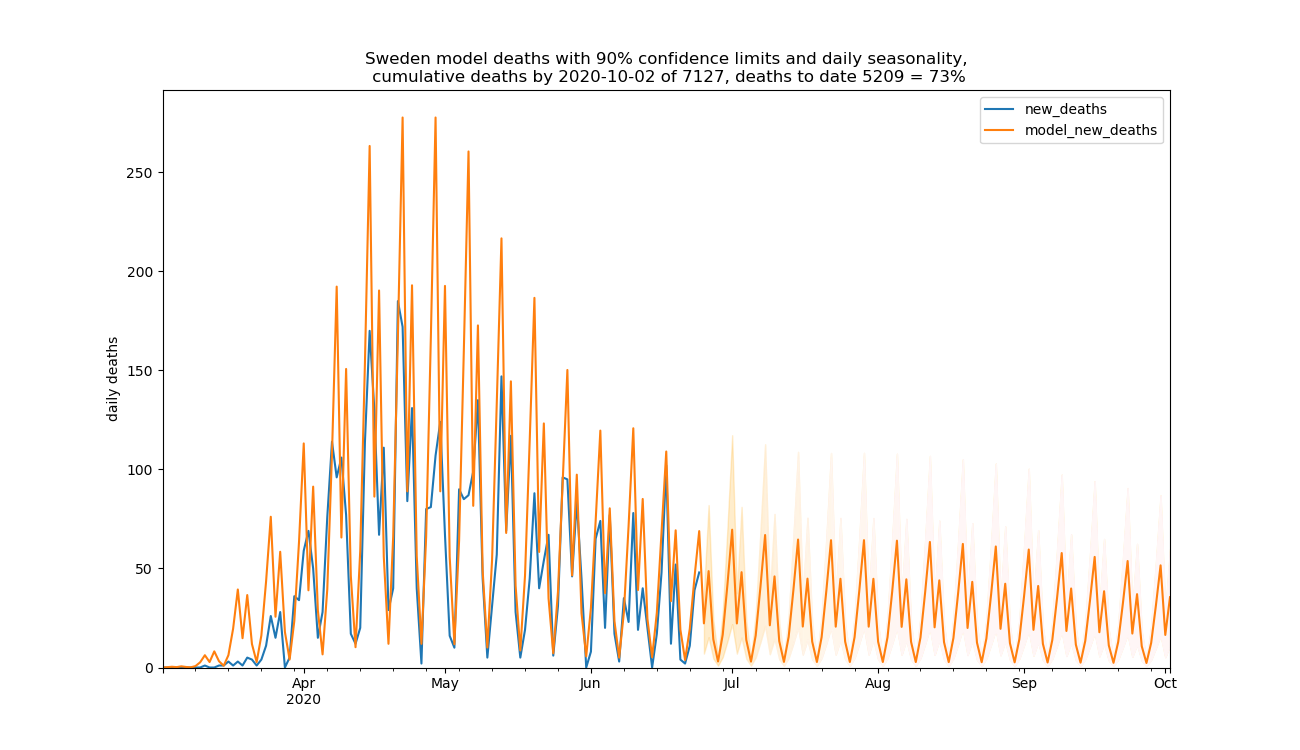 Sweden model deaths with 90% confidence limits and daily seasonality,
cumulative deaths by 2020-10-02 of 7127, deaths to date 5209 = 73%
new_deaths
model_new_deaths
daily deaths
250
200
150
100
50
0
Apr May Jun Jul Aug Sep Oct
2020